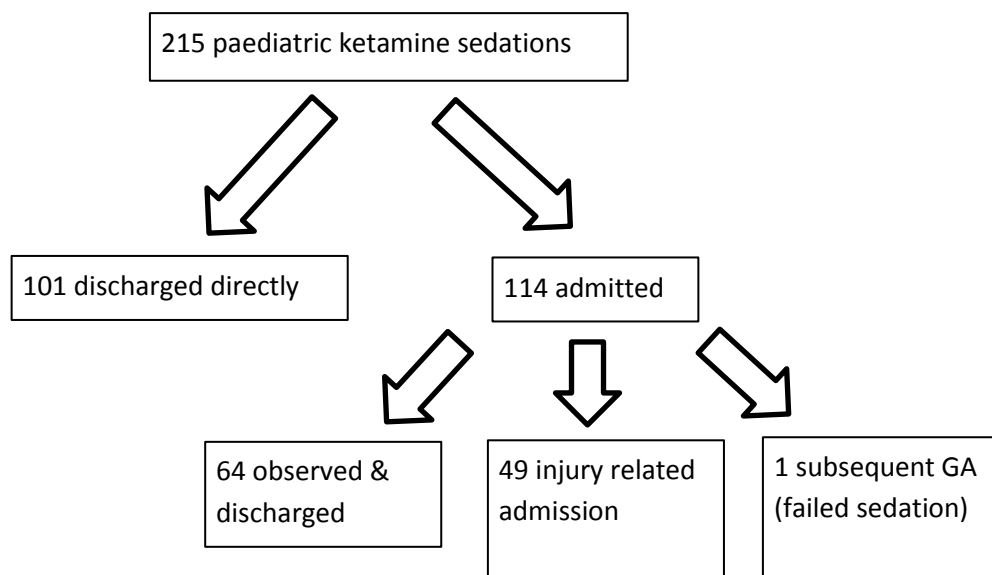 215 paediatric ketamine sedations
101 discharged directly
114 admitted
64 observed &
discharged
49 injury related
admission
1 subsequent GA
(failed sedation)